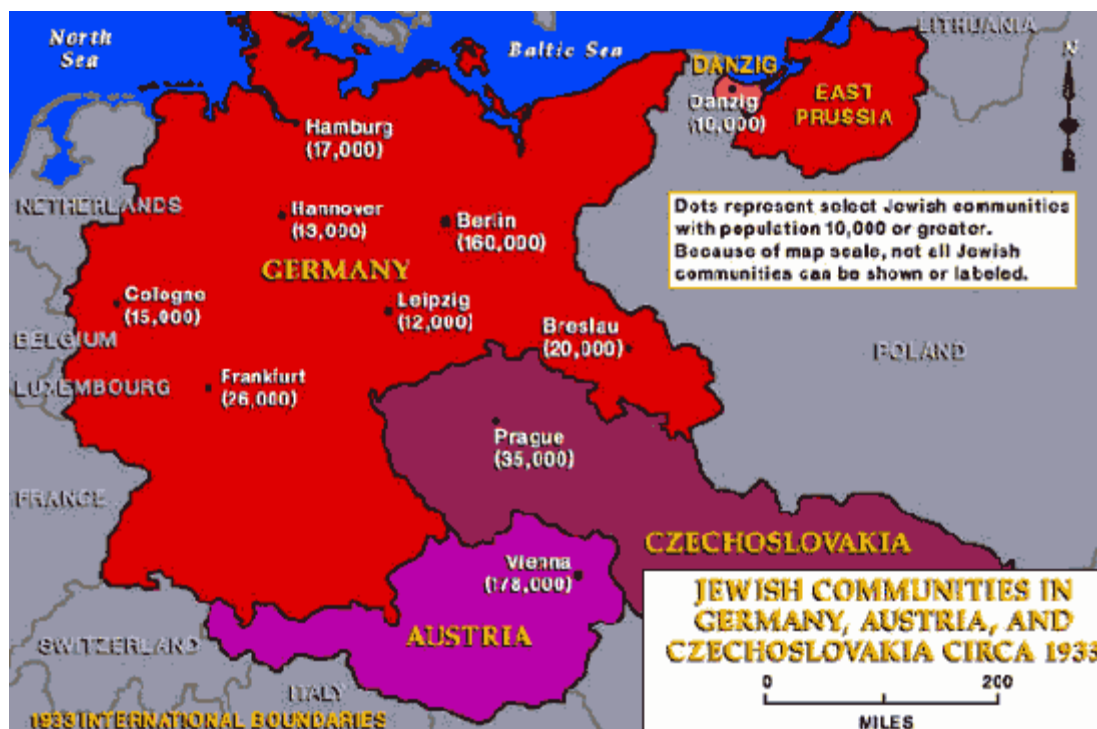 North
Sea
Baltic Sea
LITHUANIA
N
DANZIG
Danzig
(10,000)
EAST
PRUSSIA
Hamburg
(17,000)
NETHERLANDS
Hannover
(13,000)
Berlin
(160,000)
Dots represent select Jewish communities
with population 10,000 or greater.
Because of map scale, not all Jewish
communities can be shown or labeled.
GERMANY
Cologne
(15,000)
Leipzig
(12,000)
Breslau
(20,000)
BELGIUM
POLAND
LUXEMBOURG
Frankfurt
(26,000)
Prague
(35,000)
FRANCE
CZECHOSLOVAKIA
Vienna
(178,000)
AUSTRIA
SWITZERLAND
ITALY
JEWISH COMMUNITIES IN
GERMANY, AUSTRIA, AND
CZECHOSLOVAKIA CIRCA 1933
0 200
MILES
1933 INTERNATIONAL BOUNDARIES